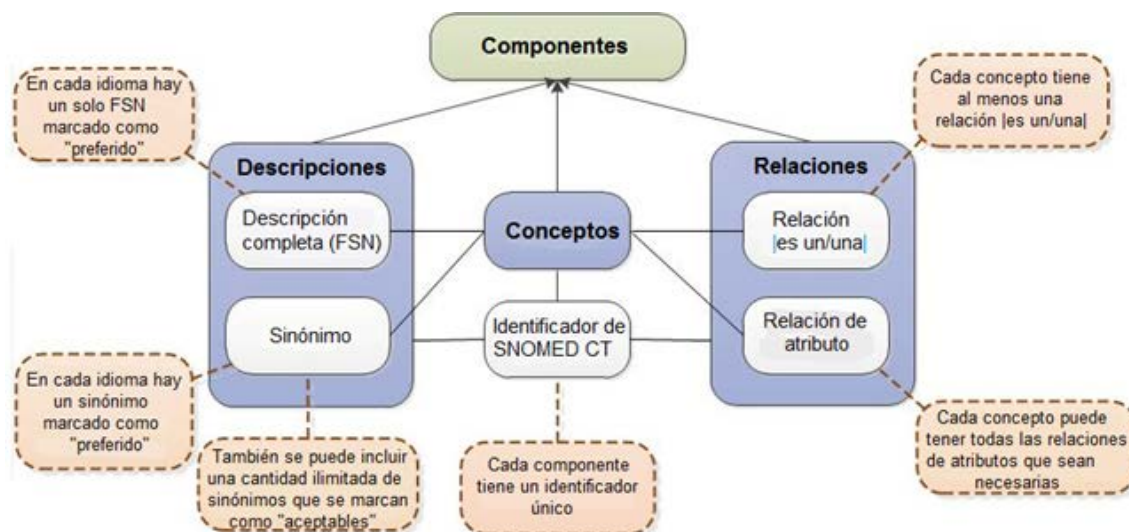 Componentes
En cada idioma hay
un solo FSN
marcado como
"preferido"
Cada concepto tiene
al menos una
relación |es un/una|
Descripciones
Descripción
completa (FSN)
Sinónimo
Conceptos
Identificador de
SNOMED CT
Relaciones
Relación
|es un/una|
Relación de
atributo
En cada idioma hay
un sinónimo
marcado como
"preferido"
También se puede incluir
una cantidad ilimitada de
sinónimos que se marcan
como "aceptables"
Cada componente
tiene un identificador
único
Cada concepto puede
tener todas las relaciones
de atributos que sean
necesarias